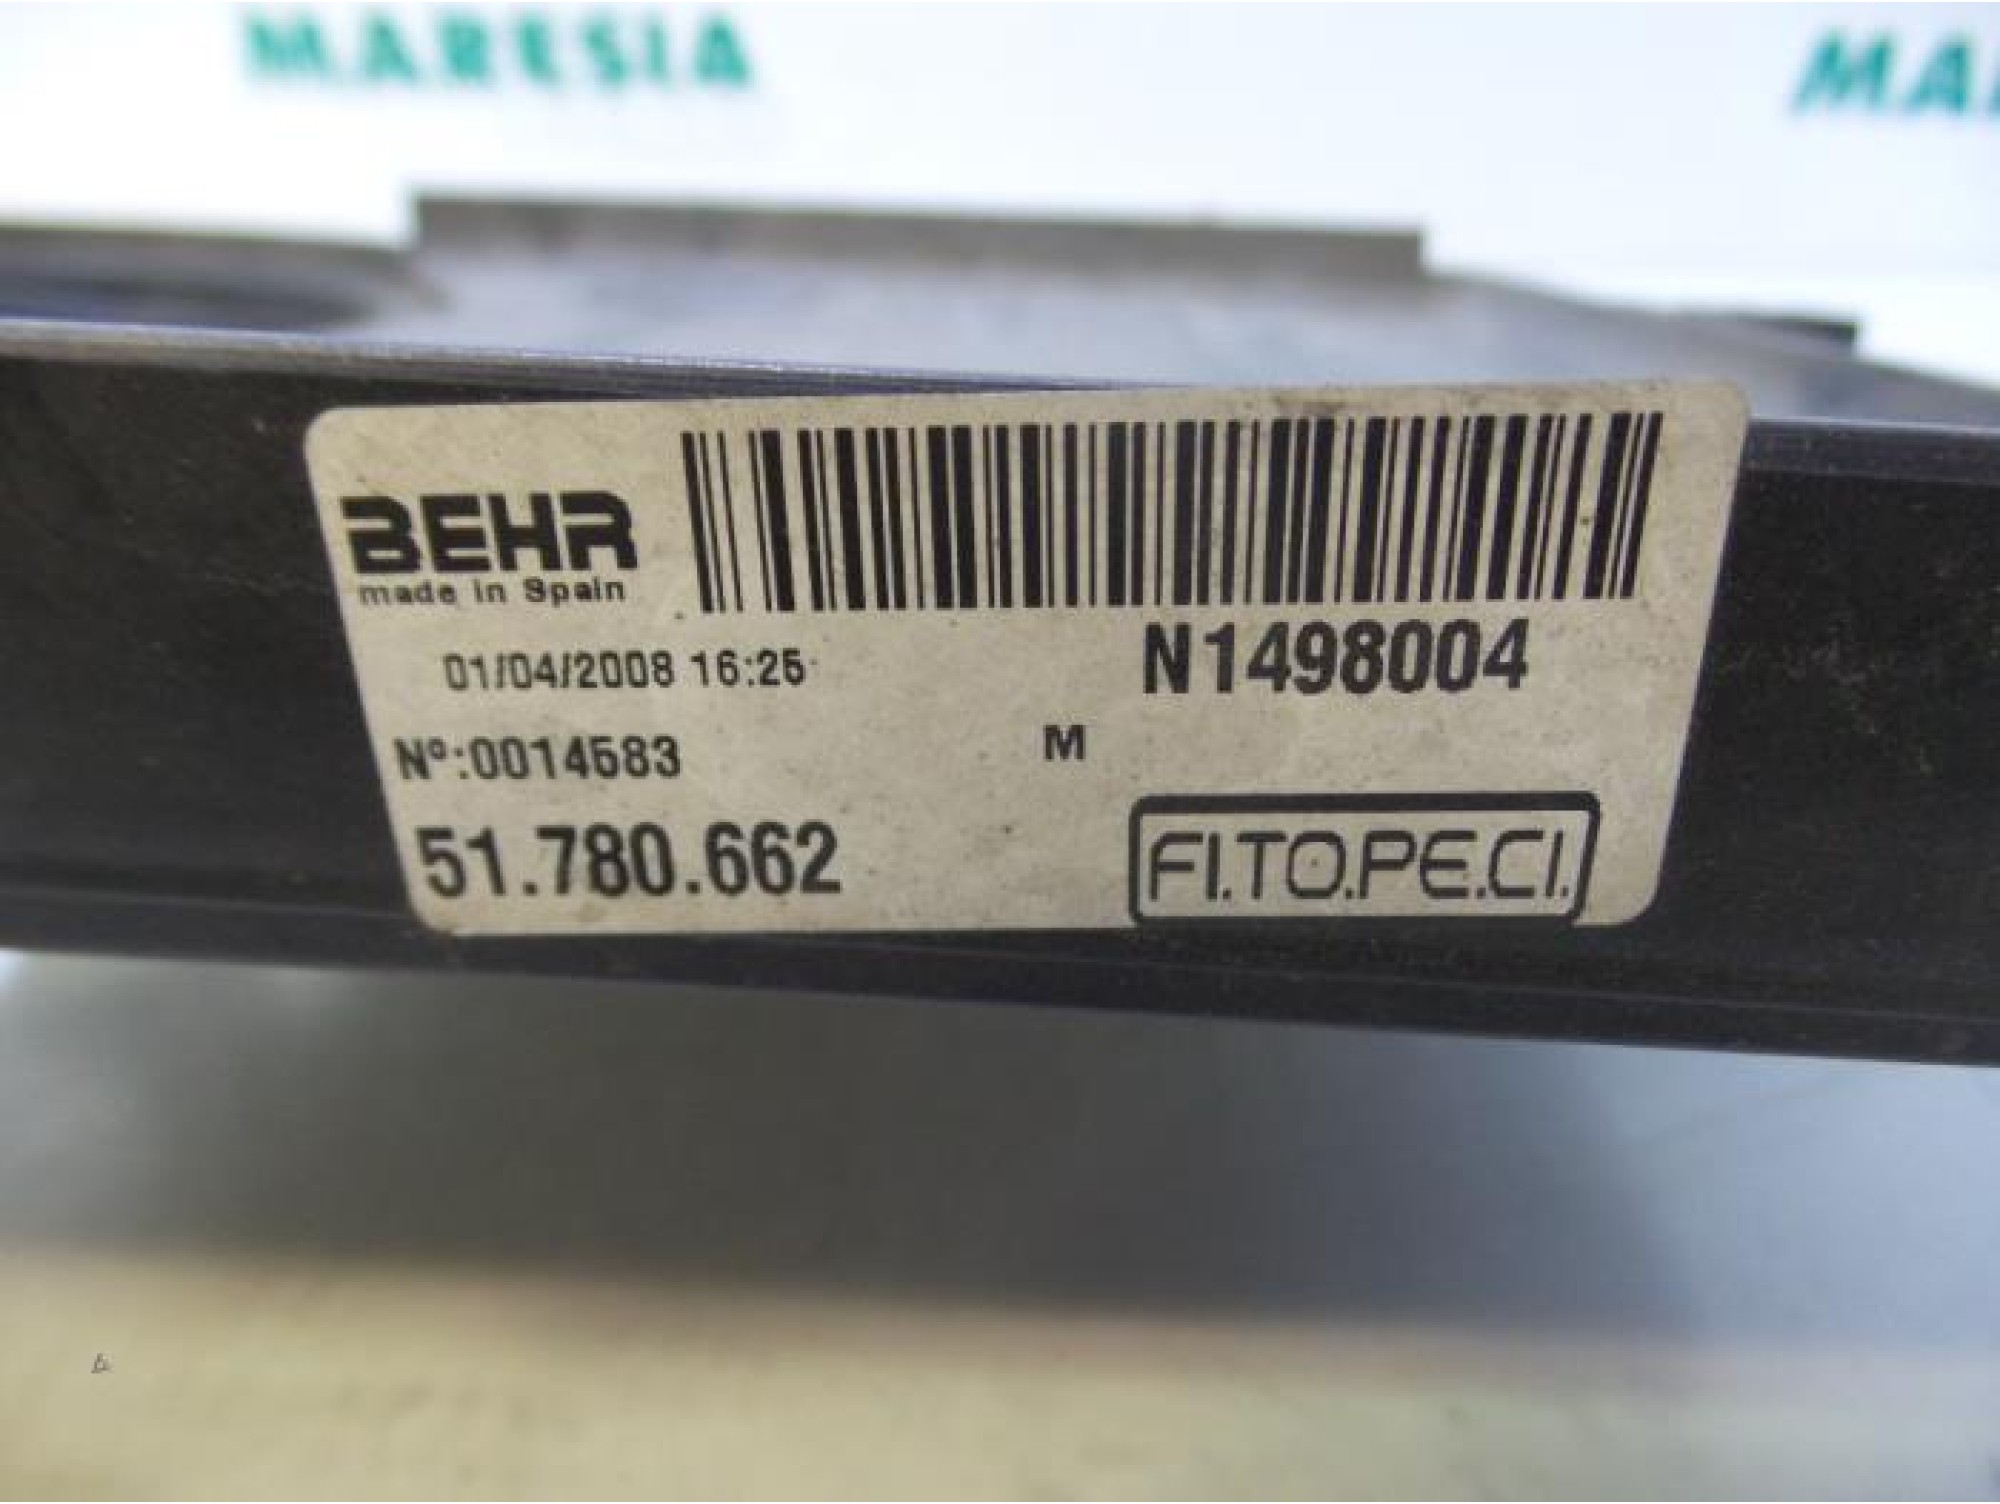 MARESIA
MA
BEHR
made in Spain
01/04/2008 16:25
N1498004
Nº:0014583
M
51.780.662
FI.TO.PE.CI.